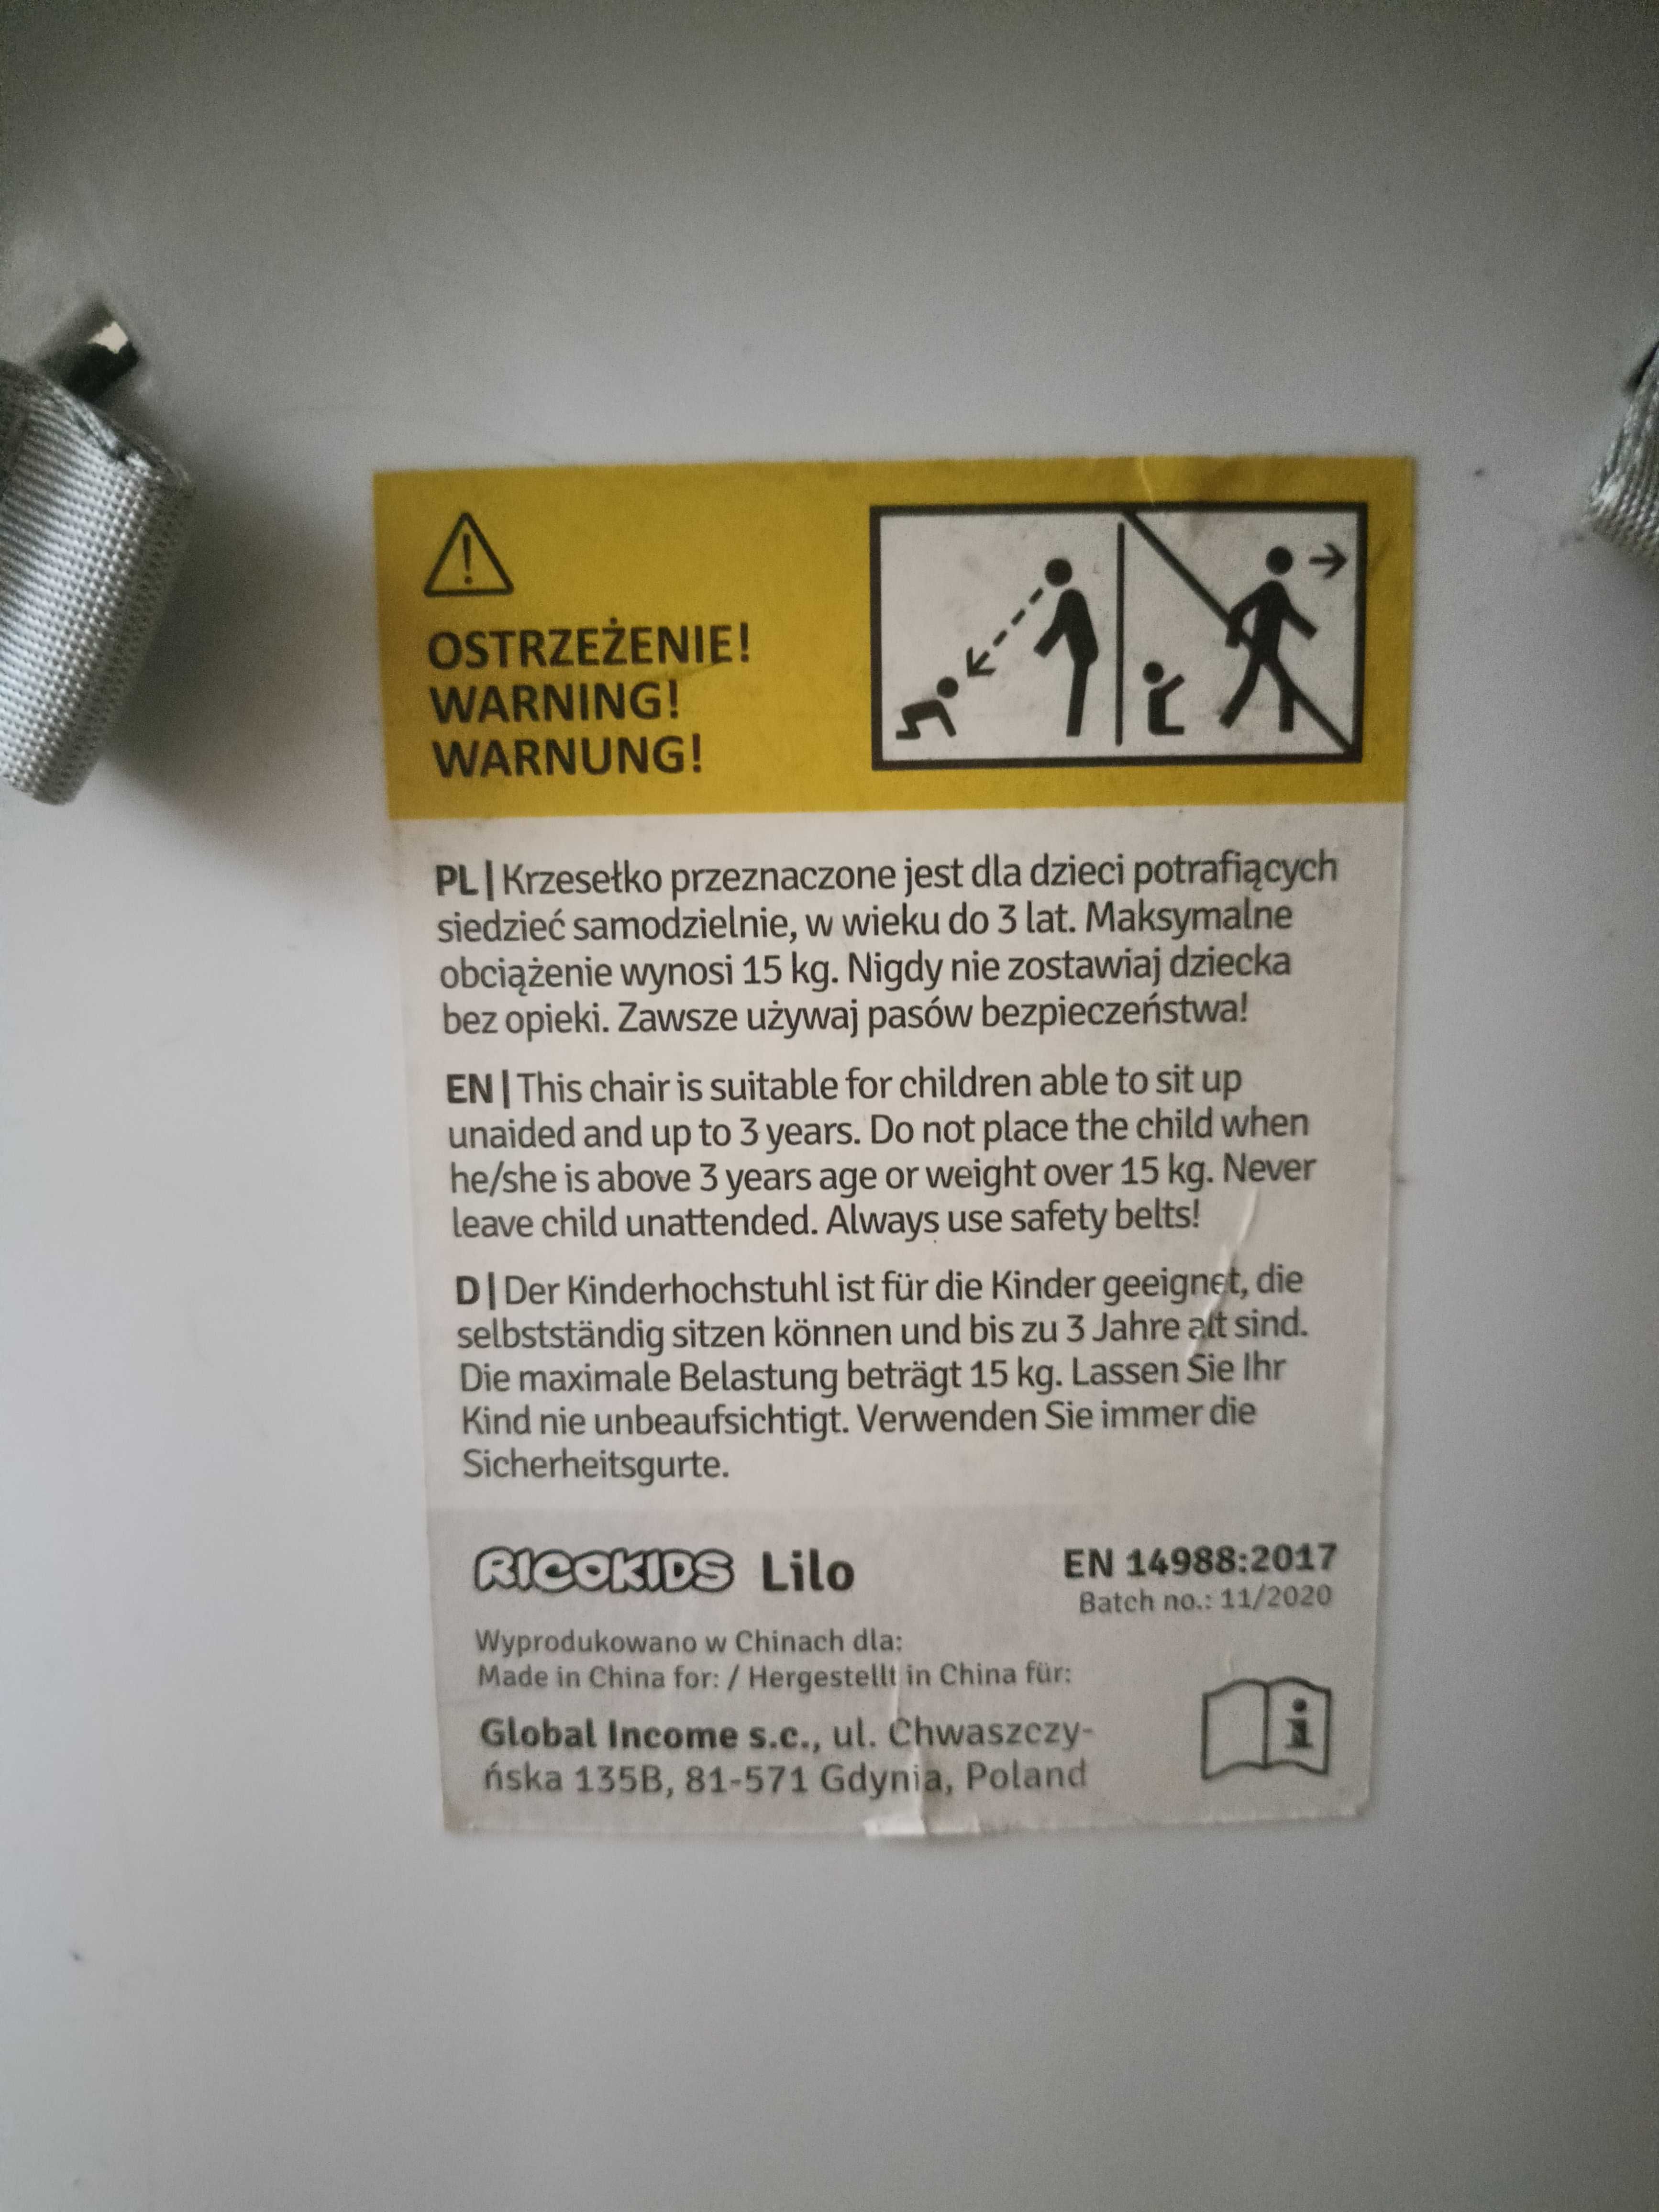 OSTRZEŻENIE!
WARNING!
WARNUNG!
PL | Krzesełko przeznaczone jest dla dzieci potrafiących
siedzieć samodzielnie, w wieku do 3 lat. Maksymalne
obciążenie wynosi 15 kg. Nigdy nie zostawiaj dziecka
bez opieki. Zawsze używaj pasów bezpieczeństwa!
EN | This chair is suitable for children able to sit up
unaided and up to 3 years. Do not place the child when
he/she is above 3 years age or weight over 15 kg. Never
leave child unattended. Always use safety belts!
D | Der Kinderhochstuhl ist für die Kinder geeignet, die
selbstständig sitzen können und bis zu 3 Jahre alt sind.
Die maximale Belastung beträgt 15 kg. Lassen Sie Ihr
Kind nie unbeaufsichtigt. Verwenden Sie immer die
Sicherheitsgurte.
RICOKIDS Lilo
EN 14988:2017
Batch no.: 11/2020
Wyprodukowano w Chinach dla:
Made in China for: / Hergestellt in China für:
Global Income s.c., ul. Chwaszczy-
ńska 135B, 81-571 Gdynia, Poland